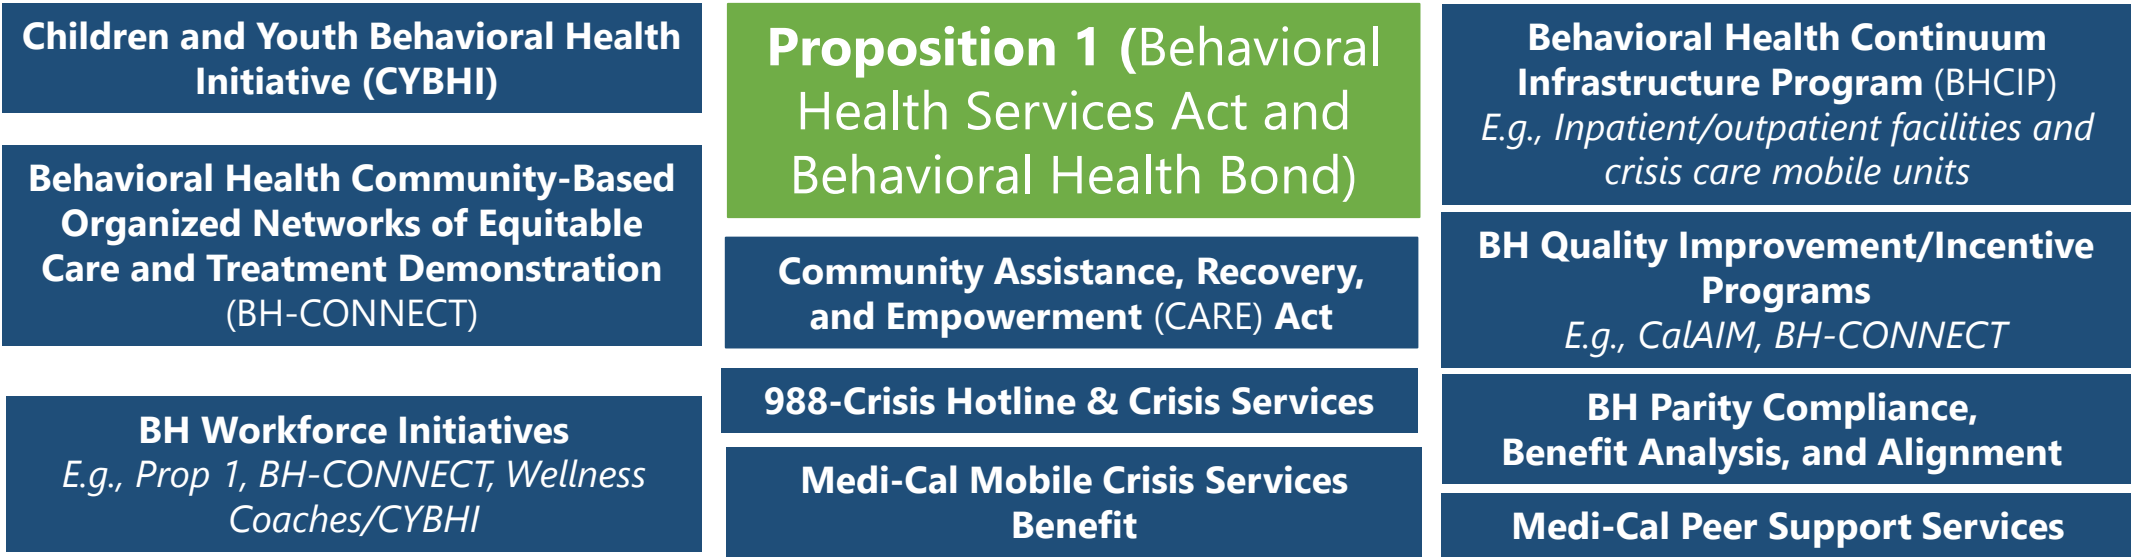 Children and Youth Behavioral Health
Initiative (CYBHI)
Behavioral Health Community-Based
Organized Networks of Equitable
Care and Treatment Demonstration
(BH-CONNECT)
BH Workforce Initiatives
E.g., Prop 1, BH-CONNECT, Wellness
Coaches/CYBHI
Proposition 1 (Behavioral
Health Services Act and
Behavioral Health Bond)
Community Assistance, Recovery,
and Empowerment (CARE) Act
988-Crisis Hotline & Crisis Services
Medi-Cal Mobile Crisis Services
Benefit
Behavioral Health Continuum
Infrastructure Program (BHCIP)
E.g., Inpatient/outpatient facilities and
crisis care mobile units
BH Quality Improvement/Incentive
Programs
E.g., CalAIM, BH-CONNECT
BH Parity Compliance,
Benefit Analysis, and Alignment
Medi-Cal Peer Support Services